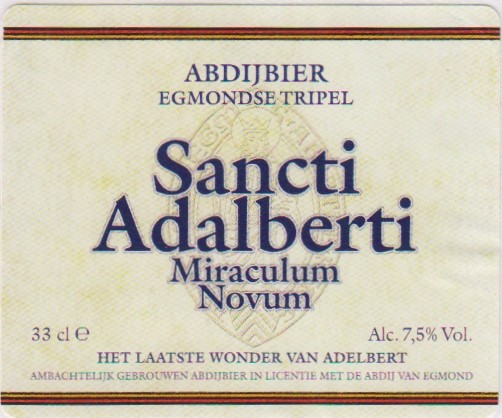 ABDIJBIER
EGMONDSE TRIPEL
Sancti
Adalberti
Miraculum
Novum
33 cl ℮
Alc. 7,5% Vol.
HET LAATSTE WONDER VAN ADELBERT
AMBACHTELIJK GEBROUWEN ABDIJBIER IN LICENTIE MET DE ABDIJ VAN EGMOND